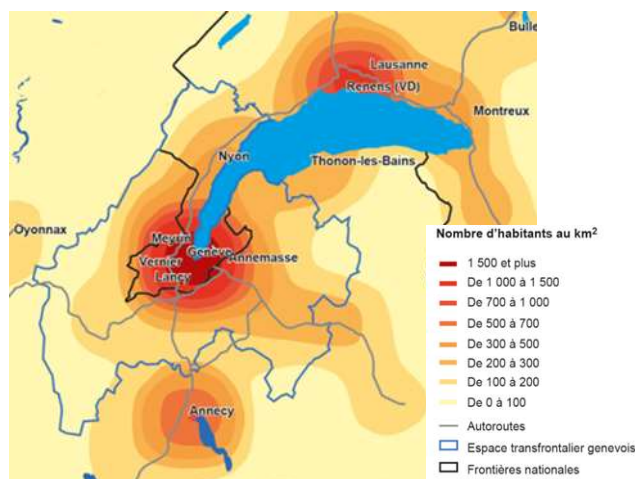 Bulle
Lausanne
Renens (VD)
Montreux
Nyon
Thonon-les-Bains
Oyonnax
Meyrin
Genève
Vernier
Annemasse
Lancy
Annecy
Nombre d'habitants au km²
1 500 et plus
De 1 000 à 1 500
De 700 à 1 000
De 500 à 700
De 300 à 500
De 200 à 300
De 100 à 200
De 0 à 100
Autoroutes
Espace transfrontalier genevois
Frontières nationales